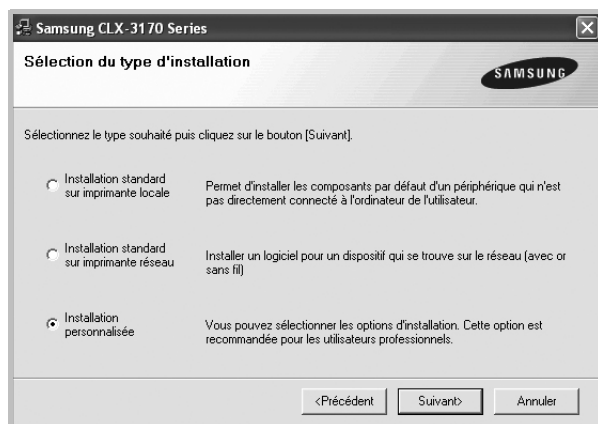 Samsung CLX-3170 Series
Sélection du type d'installation
SAMSUNG
Sélectionnez le type souhaité puis cliquez sur le bouton [Suivant].
Installation standard
sur imprimante locale
Permet d'installer les composants par défaut d'un périphérique qui n'est
pas directement connecté à l'ordinateur de l'utilisateur.
Installation standard
sur imprimante réseau
Installer un logiciel pour un dispositif qui se trouve sur le réseau (avec or
sans fil)
Installation
personnalisée
Vous pouvez sélectionner les options d'installation. Cette option est
recommandée pour les utilisateurs professionnels.
<Précédent
Suivant>
Annuler